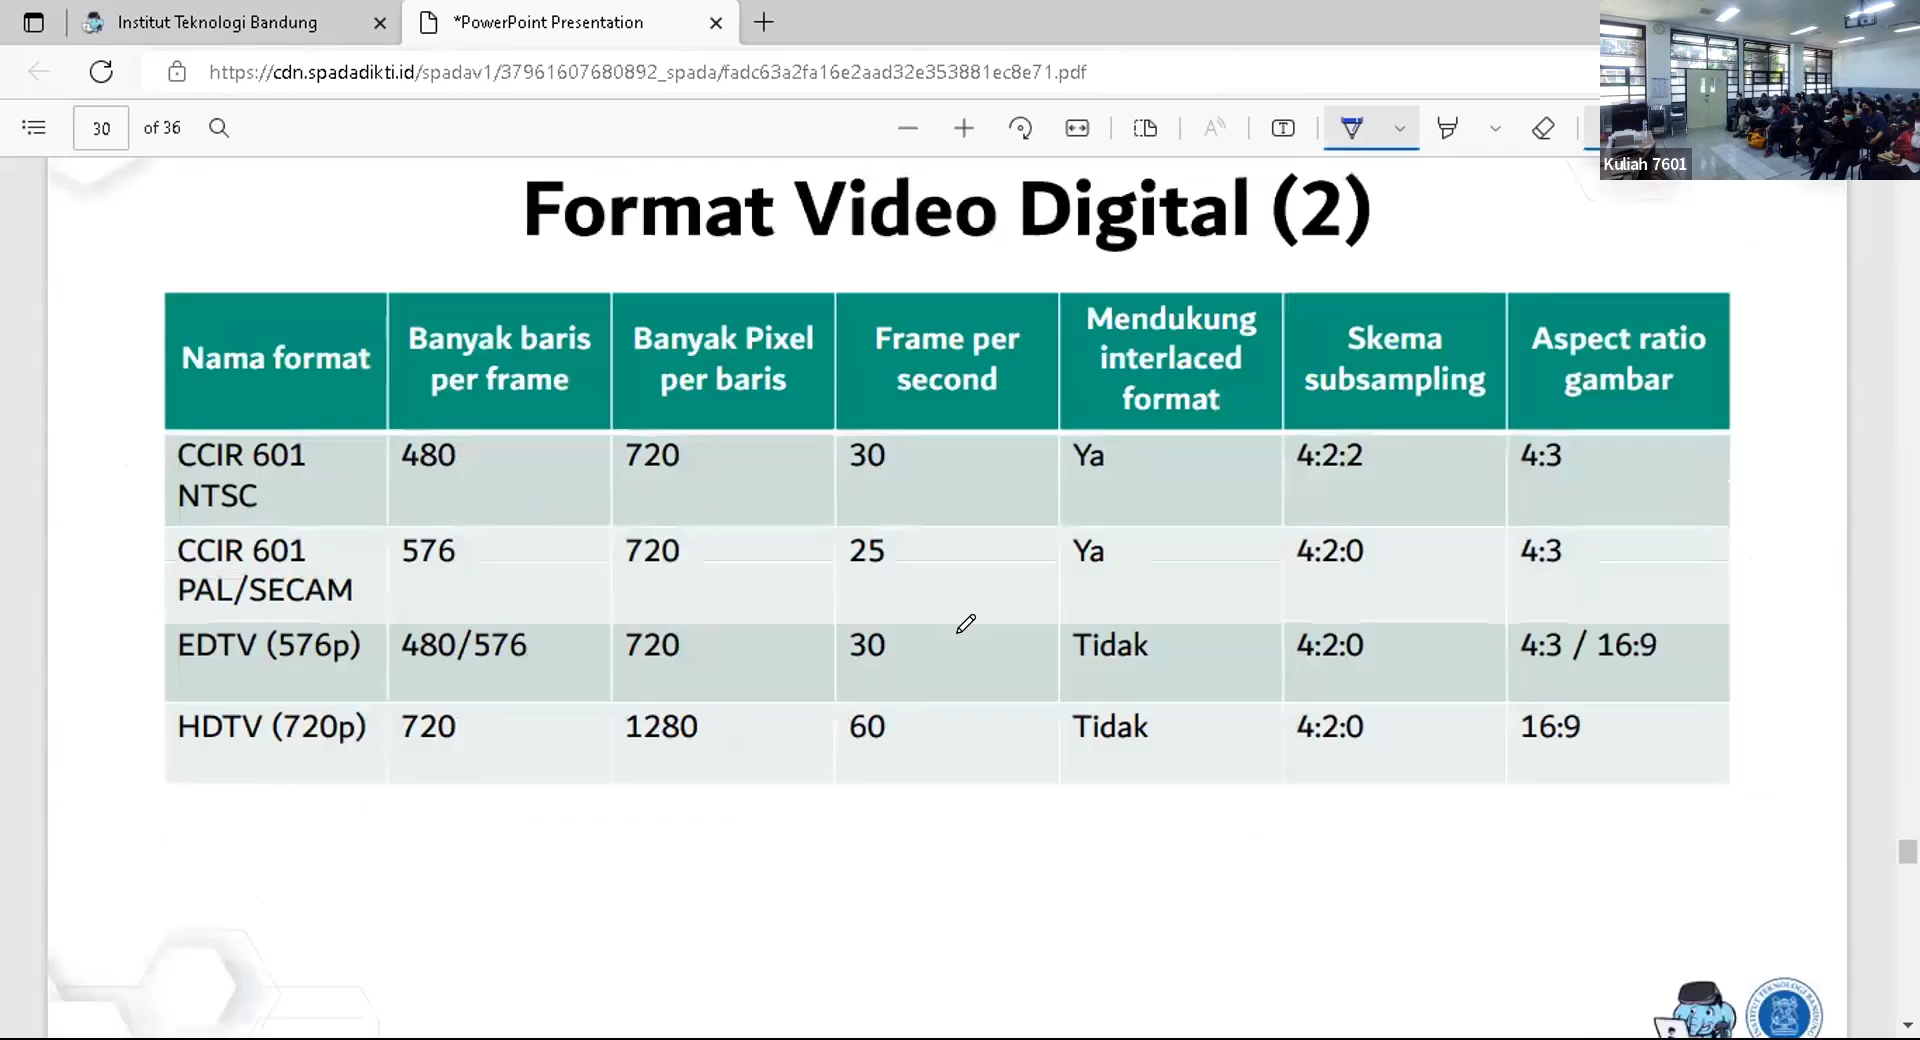 Institut Teknologi Bandung
*PowerPoint Presentation
https://cdn.spadadikti.id/spadav1/37961607680892_spada/fadc63a2fa16e2aad32e353881ec8e71.pdf
30 of 36
Kuliah 7601
Format Video Digital (2)
Nama format
Banyak baris
per frame
Banyak Pixel
per baris
Frame per
second
Mendukung
interlaced
format
Skema
subsampling
Aspect ratio
gambar
CCIR 601
NTSC
480
720
30
Ya
4:2:2
4:3
CCIR 601
PAL/SECAM
576
720
25
Ya
4:2:0
4:3
EDTV (576p)
480/576
720
30
Tidak
4:2:0
4:3 / 16:9
HDTV (720p)
720
1280
60
Tidak
4:2:0
16:9